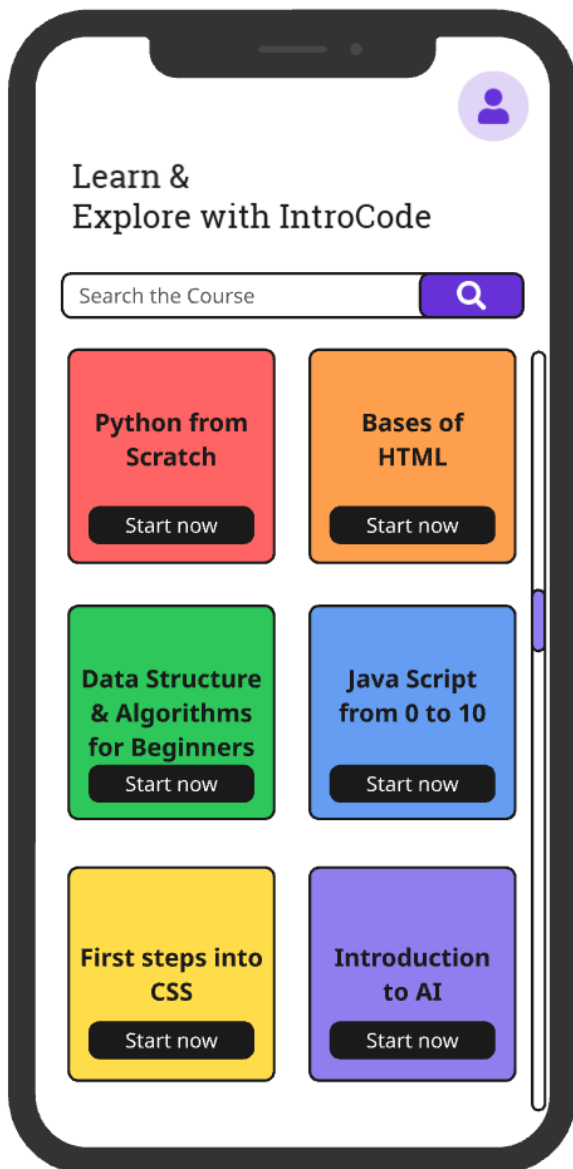 Learn &
Explore with IntroCode
Search the Course
Python from
Scratch
Start now
Bases of
HTML
Start now
Data Structure
& Algorithms
for Beginners
Start now
Java Script
from 0 to 10
Start now
First steps into
CSS
Start now
Introduction
to AI
Start now